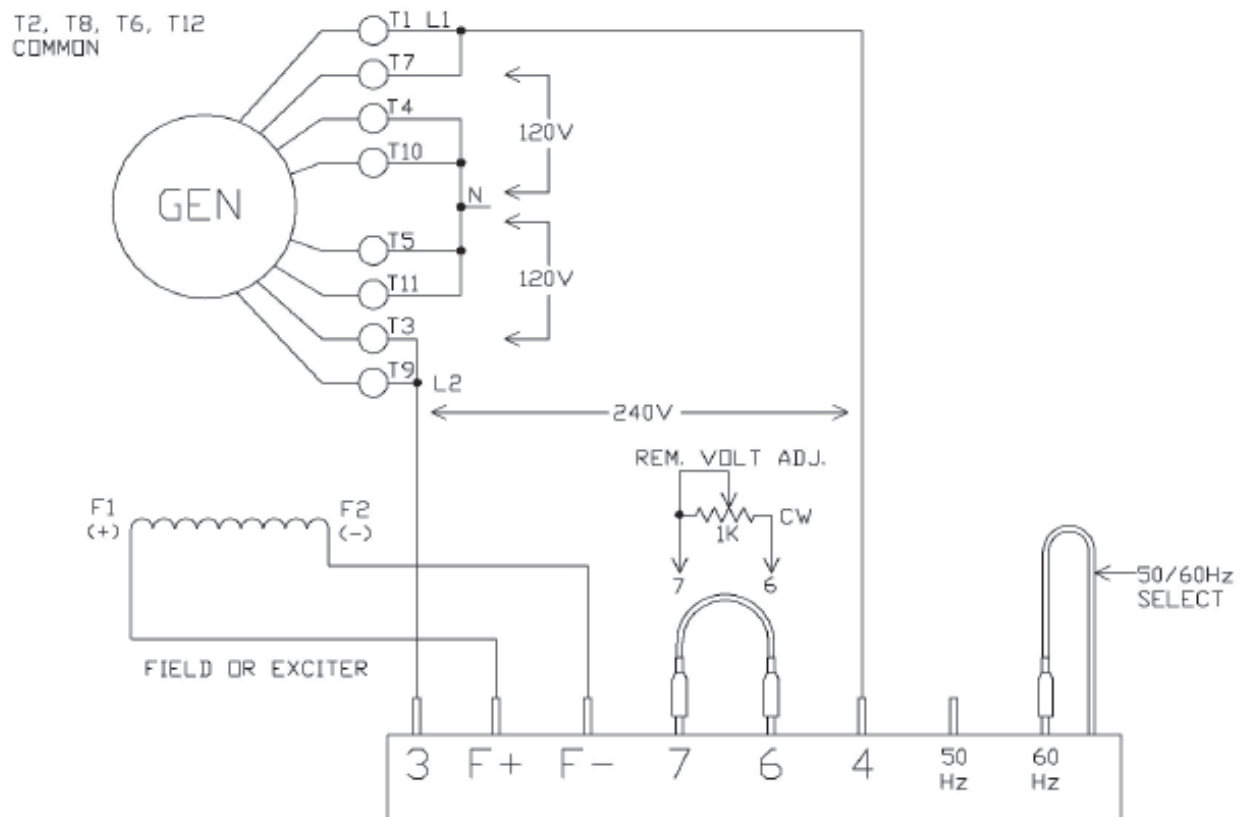 T2, T8, T6, T12
COMMON
T1 L1
T7
T4
120V
T10
GEN
N
T5
120V
T11
T3
T9 L2
240V
REM. VOLT ADJ.
F1
(+)
F2
(-)
CW
1K
7
6
50/60Hz
SELECT
FIELD OR EXCITER
3 F+ F- 7 6 4
50
Hz
60
Hz